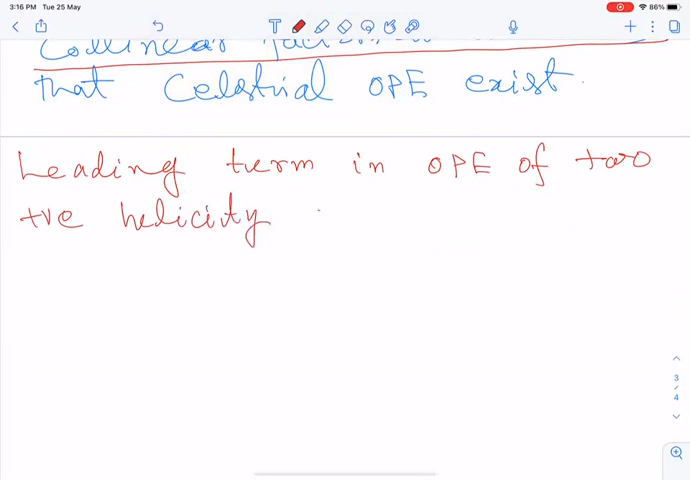 3:16 PM Tue 25 May
86%
Collinear
that Celestial OPE exist.
Leading term in OPE of two
+ve helicity
3
/
4